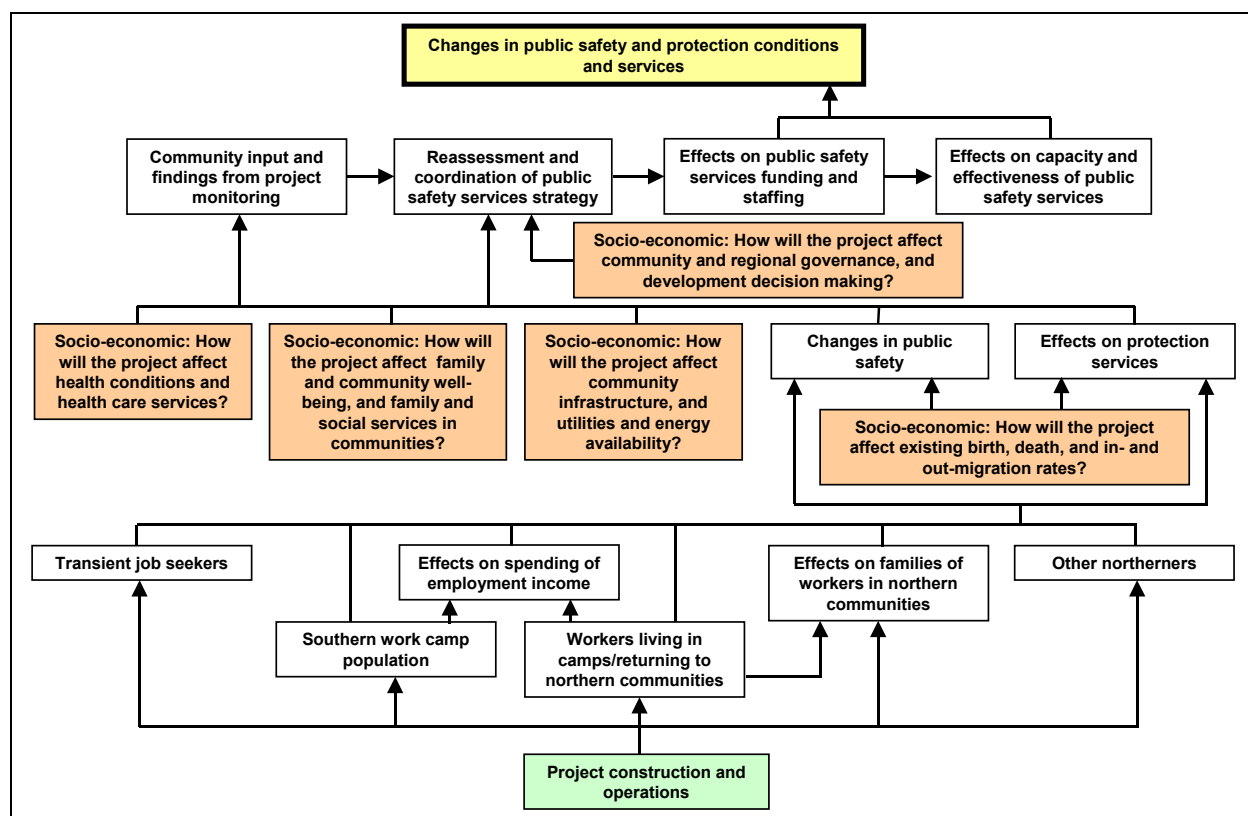 Changes in public safety and protection conditions
and services
Community input and
findings from project
monitoring
Reassessment and
coordination of public
safety services strategy
Effects on public safety
services funding and
staffing
Effects on capacity and
effectiveness of public
safety services
Socio-economic: How will the project affect
community and regional governance, and
development decision making?
Socio-economic: How
will the project affect
health conditions and
health care services?
Socio-economic: How will
the project affect family
and community well-
being, and family and
social services in
communities?
Socio-economic: How
will the project affect
community
infrastructure, and
utilities and energy
availability?
Changes in public
safety
Effects on protection
services
Socio-economic: How will the project
affect existing birth, death, and in- and
out-migration rates?
Transient job seekers
Effects on spending of
employment income
Effects on families of
workers in northern
communities
Other northerners
Southern work camp
population
Workers living in
camps/returning to
northern communities
Project construction and
operations